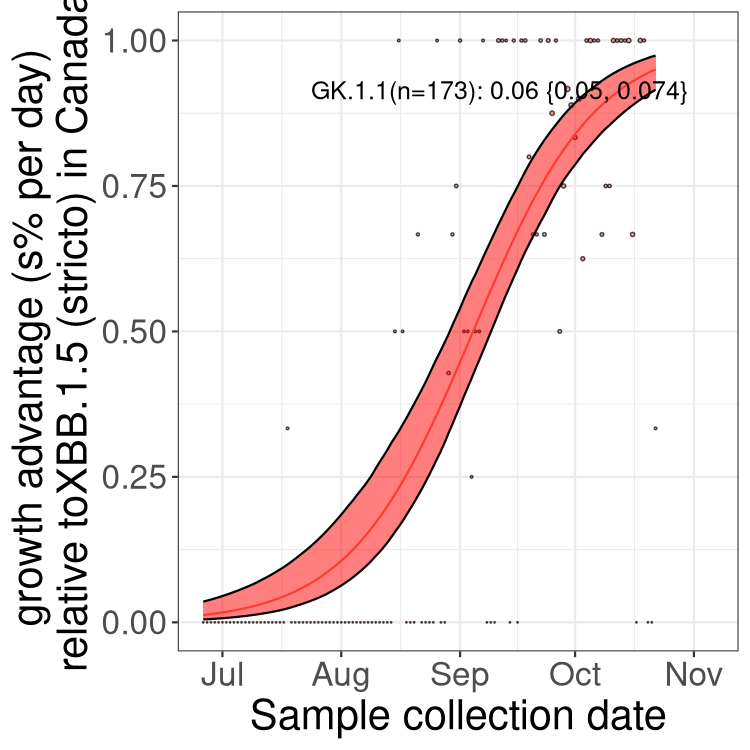 growth advantage (s% per day)
relative toXBB.1.5 (stricto) in Canada
1.00
0.75
0.50
0.25
0.00
GK.1.1(n=173): 0.06 {0.05, 0.074}
Jul Aug Sep Oct Nov
Sample collection date